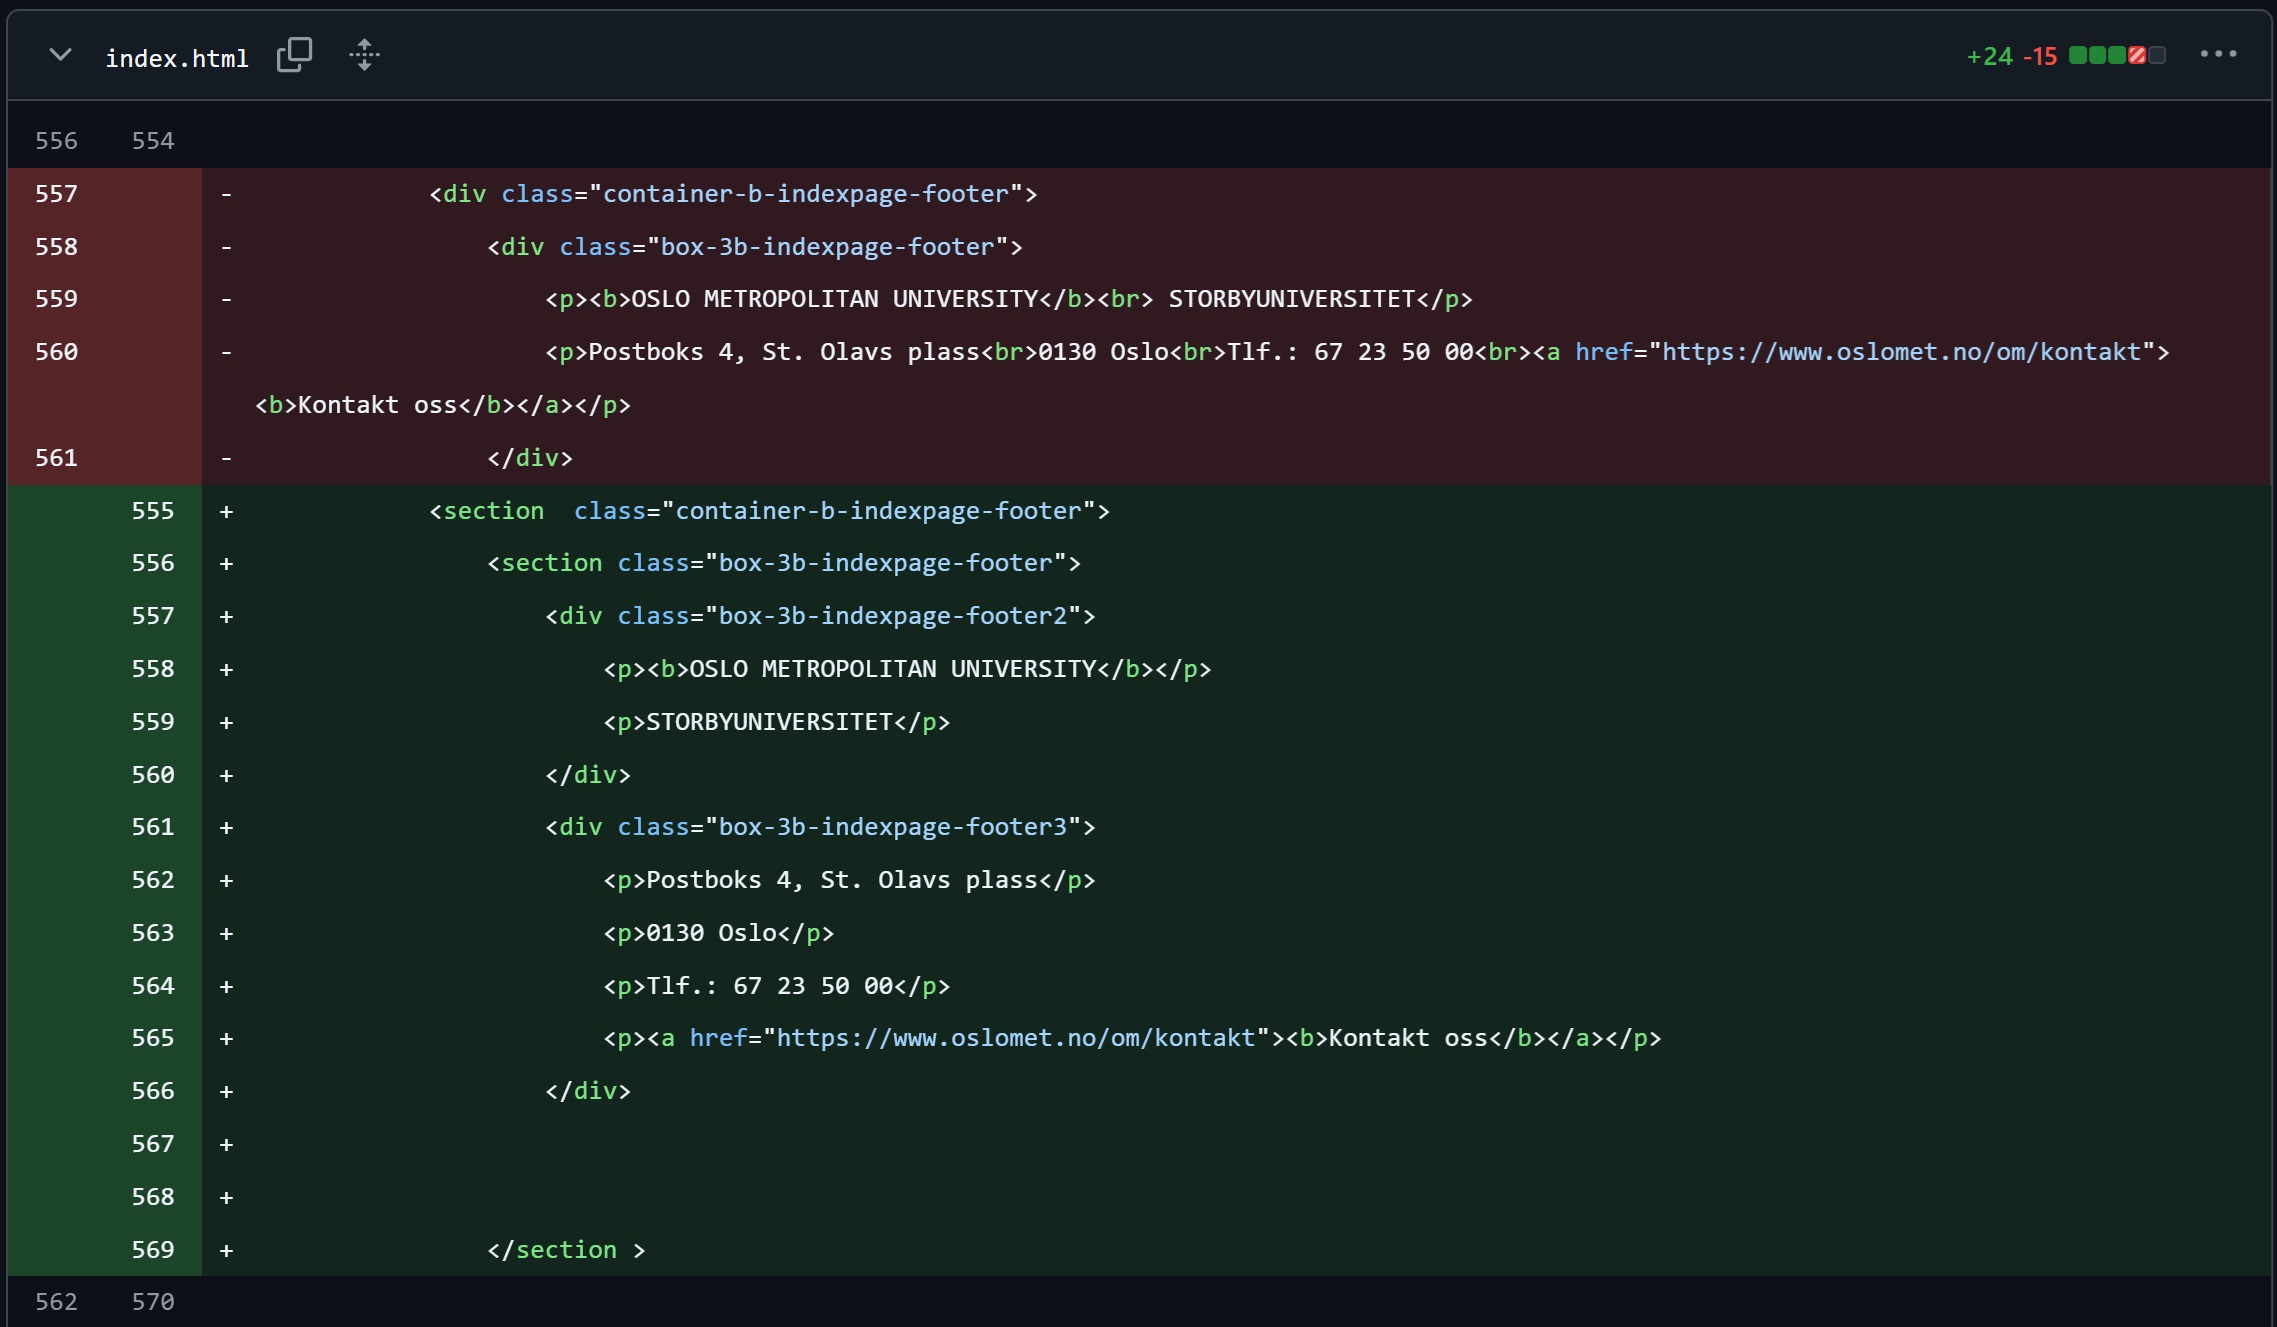 index.html +24 -15
556 554
557 - <div class="container-b-indexpage-footer">
558 - <div class="box-3b-indexpage-footer">
559 - <p><b>OSLO METROPOLITAN UNIVERSITY</b><br> STORBYUNIVERSITET</p>
560 - <p>Postboks 4, St. Olavs plass<br>0130 Oslo<br>Tlf.: 67 23 50 00<br><a href="https://www.oslomet.no/om/kontakt">
<b>Kontakt oss</b></a></p>
561 - </div>
555 + <section  class="container-b-indexpage-footer">
556 + <section class="box-3b-indexpage-footer">
557 + <div class="box-3b-indexpage-footer2">
558 + <p><b>OSLO METROPOLITAN UNIVERSITY</b></p>
559 + <p>STORBYUNIVERSITET</p>
560 + </div>
561 + <div class="box-3b-indexpage-footer3">
562 + <p>Postboks 4, St. Olavs plass</p>
563 + <p>0130 Oslo</p>
564 + <p>Tlf.: 67 23 50 00</p>
565 + <p><a href="https://www.oslomet.no/om/kontakt"><b>Kontakt oss</b></a></p>
566 + </div>
567 +
568 +
569 + </section >
562 570